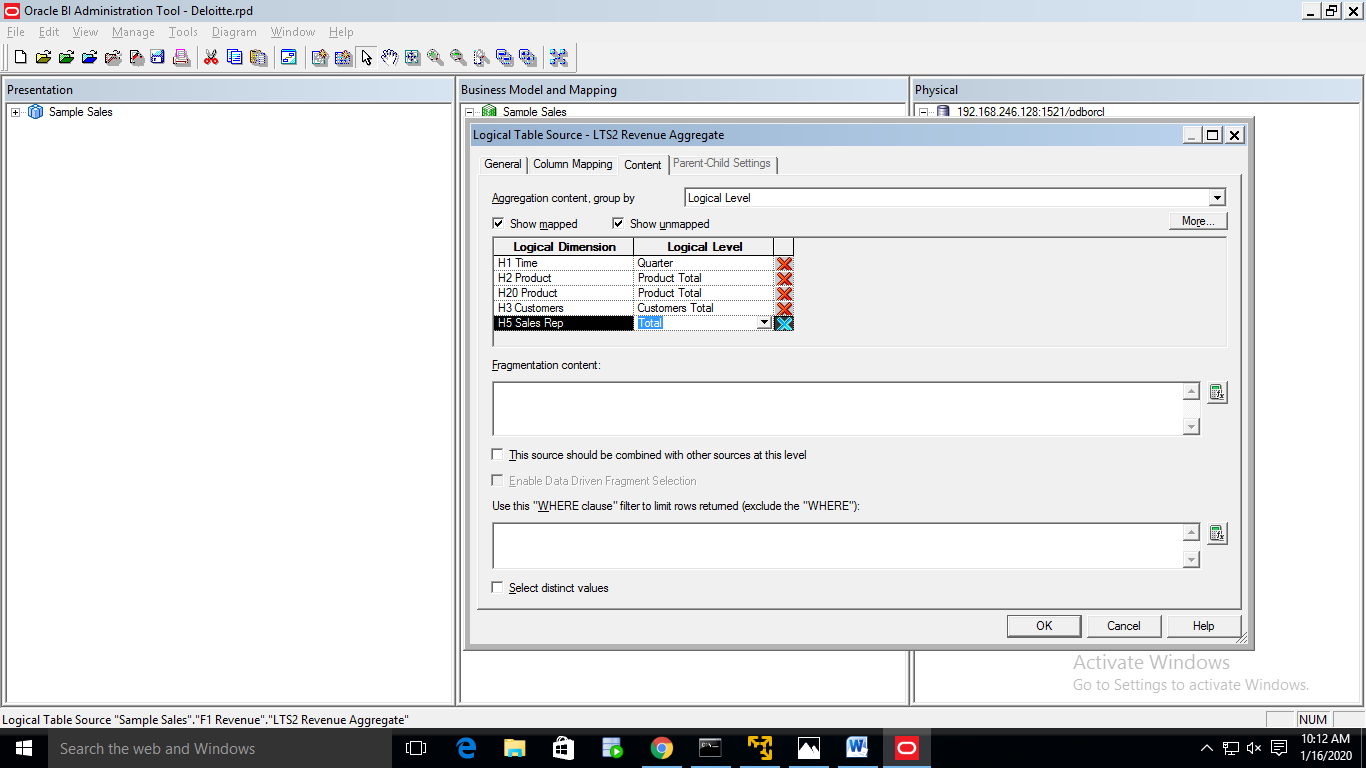 Oracle BI Administration Tool - Deloitte.rpd
File Edit View Manage Tools Diagram Window Help
Presentation
Sample Sales
Business Model and Mapping
Sample Sales
Physical
192.168.246.128:1521/pdborcl
Logical Table Source - LTS2 Revenue Aggregate
General Column Mapping Content Parent-Child Settings
Aggregation content, group by Logical Level
Show mapped Show unmapped More...
Logical Dimension Logical Level
H1 Time Quarter
H2 Product Product Total
H20 Product Product Total
H3 Customers Customers Total
H5 Sales Rep Total
Fragmentation content:
This source should be combined with other sources at this level
Enable Data Driven Fragment Selection
Use this "WHERE clause" filter to limit rows returned (exclude the "WHERE"):
Select distinct values
OK Cancel Help
Activate Windows
Go to Settings to activate Windows.
Logical Table Source "Sample Sales"."F1 Revenue"."LTS2 Revenue Aggregate" NUM
Search the web and Windows
10:12 AM
1/16/2020